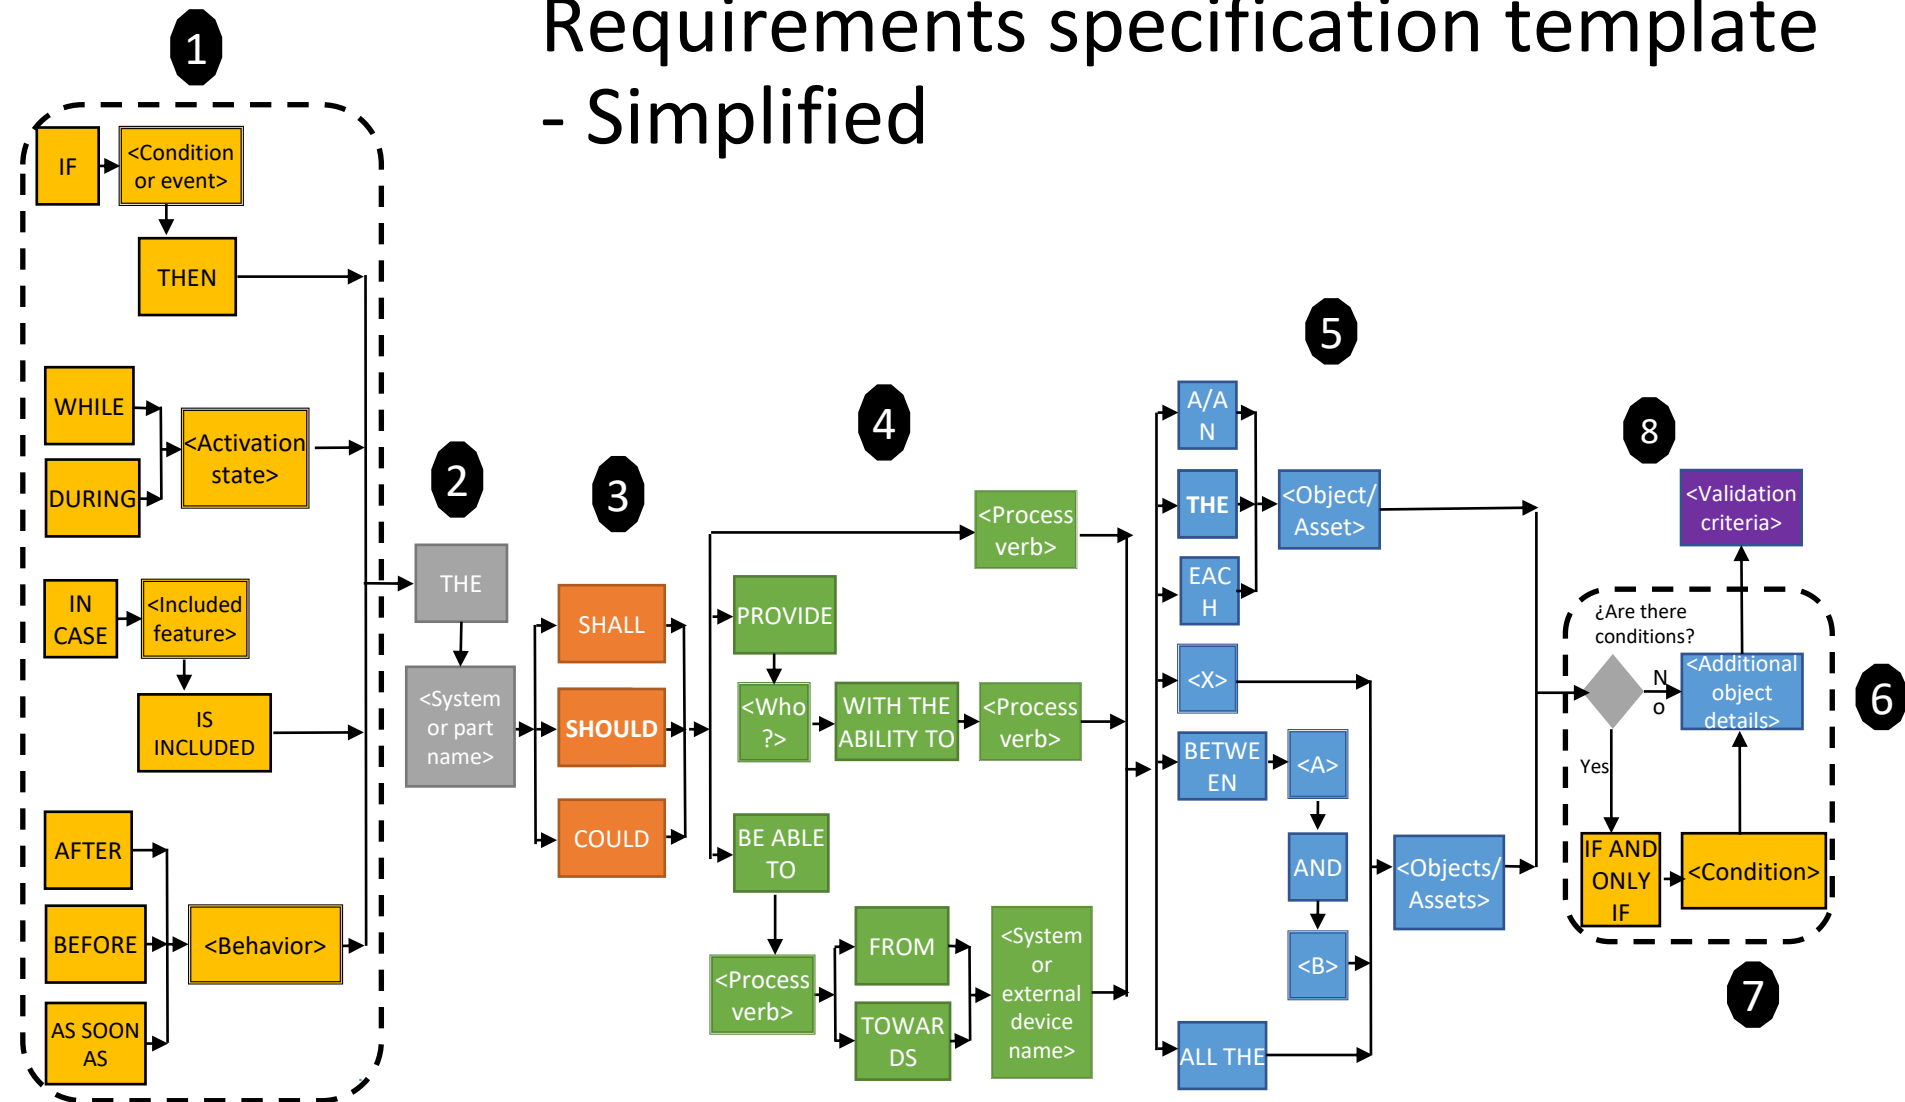 Requirements specification template
- Simplified
1
IF
<Condition
or event>
THEN
WHILE
DURING
<Activation
state>
IN
CASE
<Included
feature>
IS
INCLUDED
AFTER
BEFORE
AS SOON
AS
<Behavior>
2
THE
<System
or part
name>
3
SHALL
SHOULD
COULD
4
<Process
verb>
PROVIDE
<Who
?>
WITH THE
ABILITY TO
<Process
verb>
BE ABLE
TO
<Process
verb>
FROM
TOWAR
DS
<System
or
external
device
name>
5
A/A
N
THE
EAC
H
<Object/
Asset>
<X>
BETWE
EN
<A>
AND
<B>
ALL THE
<Objects/
Assets>
8
<Validation
criteria>
¿Are there
conditions?
N
o
<Additional
object
details>
6
Yes
IF AND
ONLY
IF
<Condition>
7